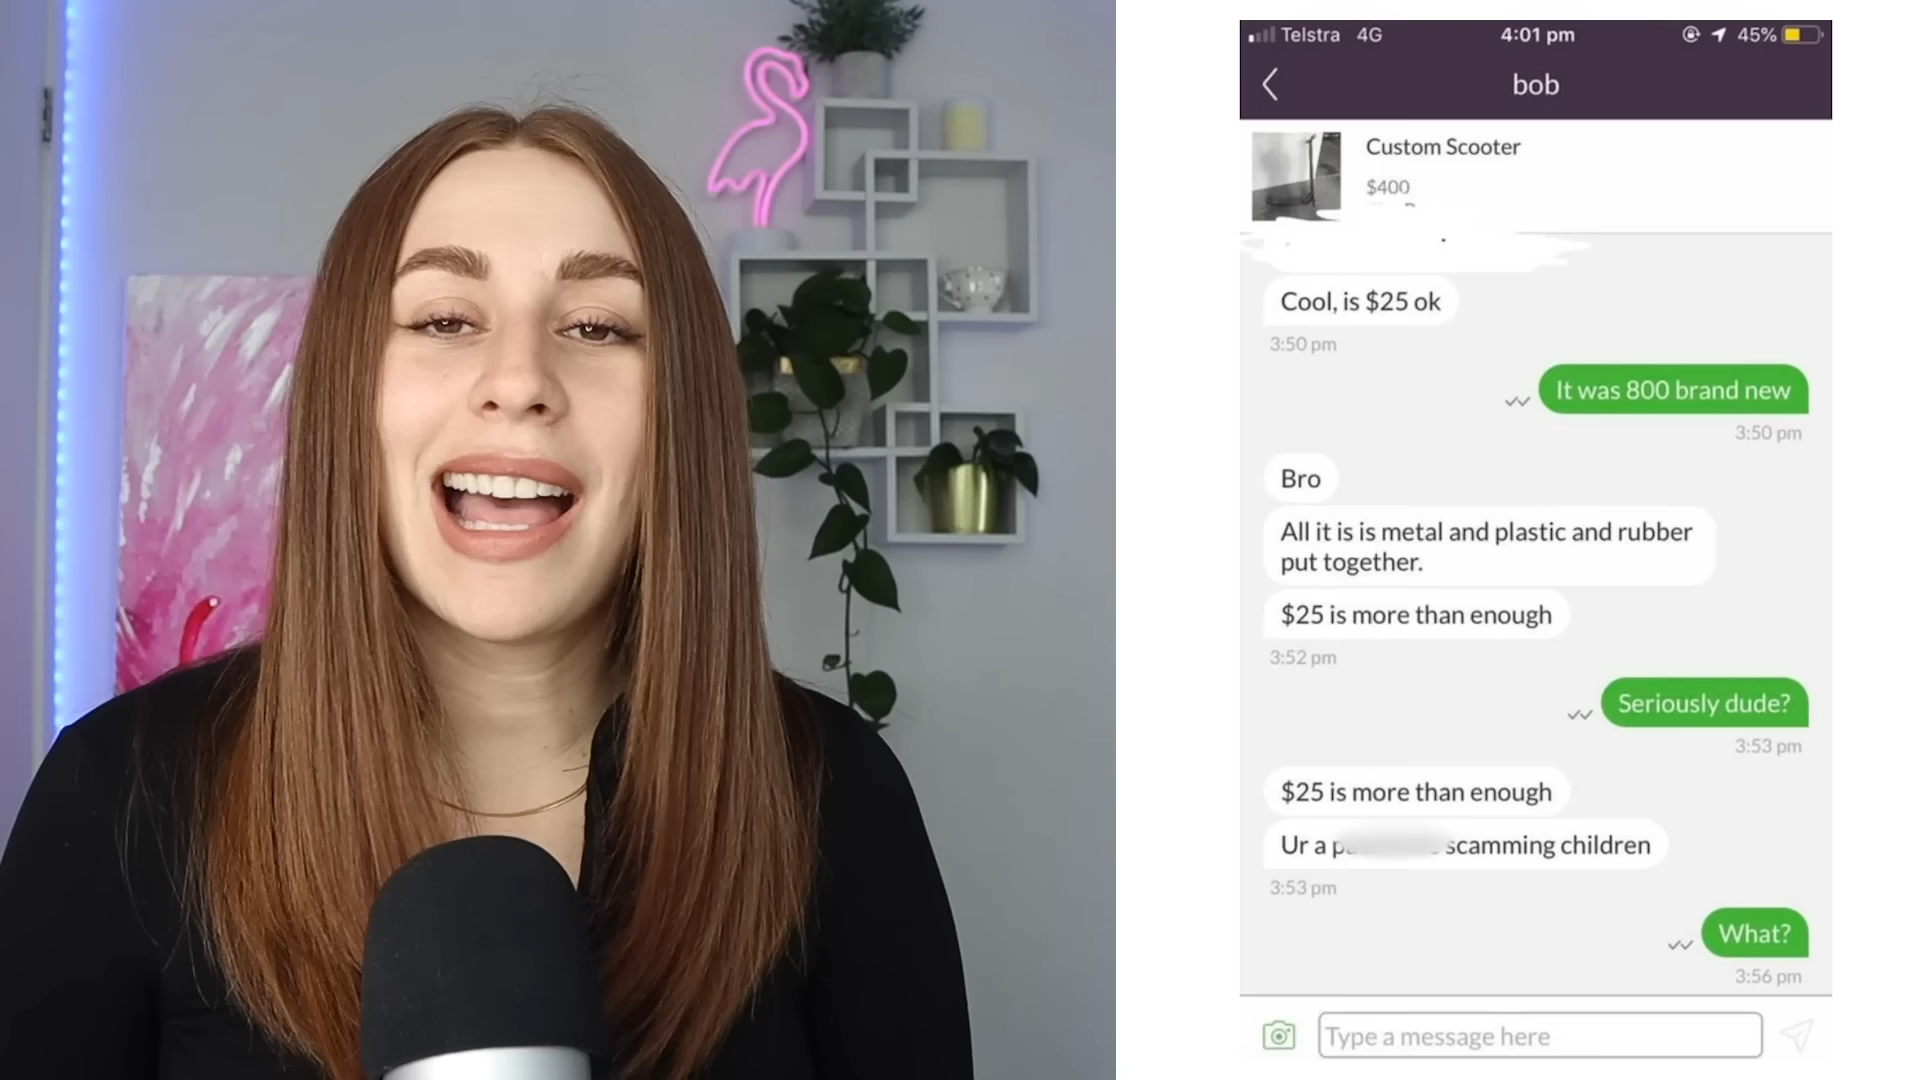 Telstra 4G 4:01 pm 45%
bob
Custom Scooter
$400
Cool, is $25 ok
3:50 pm
It was 800 brand new
3:50 pm
Bro
All it is is metal and plastic and rubber
put together.
$25 is more than enough
3:52 pm
Seriously dude?
3:53 pm
$25 is more than enough
Ur a scamming children
3:53 pm
What?
3:56 pm
Type a message here